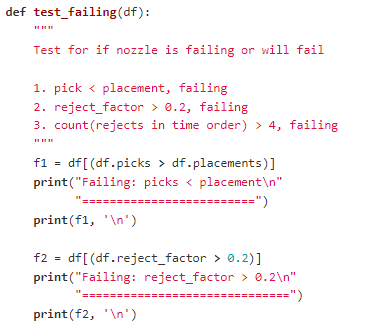 def test_failing(df):
"""
Test for if nozzle is failing or will fail
1. pick < placement, failing
2. reject_factor > 0.2, failing
3. count(rejects in time order) > 4, failing
"""
f1 = df[(df.picks > df.placements)]
print("Failing: picks < placement\n"
"=========================")
print(f1, '\n')
f2 = df[(df.reject_factor > 0.2)]
print("Failing: reject_factor > 0.2\n"
"==============================")
print(f2, '\n')